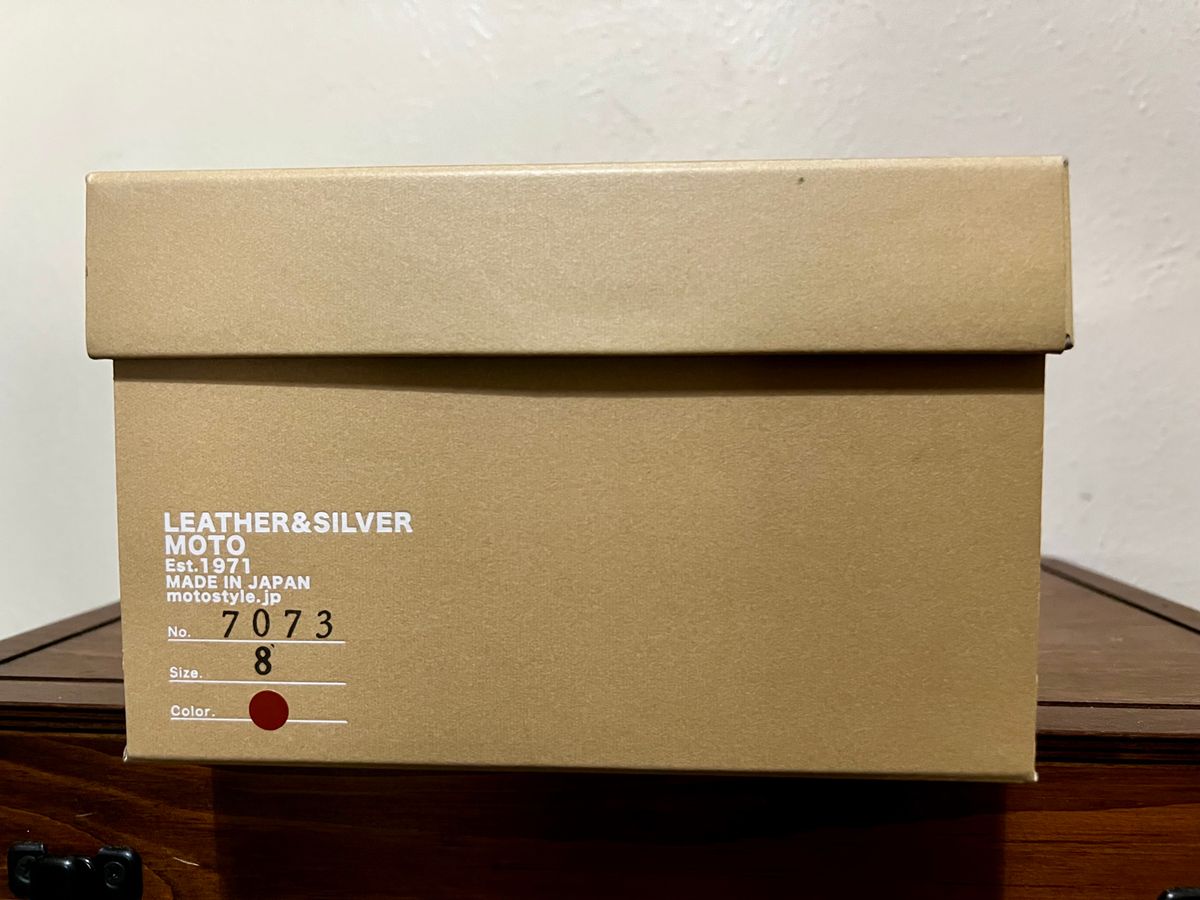 LEATHER&SILVER
MOTO
Est.1971
MADE IN JAPAN
motostyle.jp
No. 7073
Size. 8
Color.